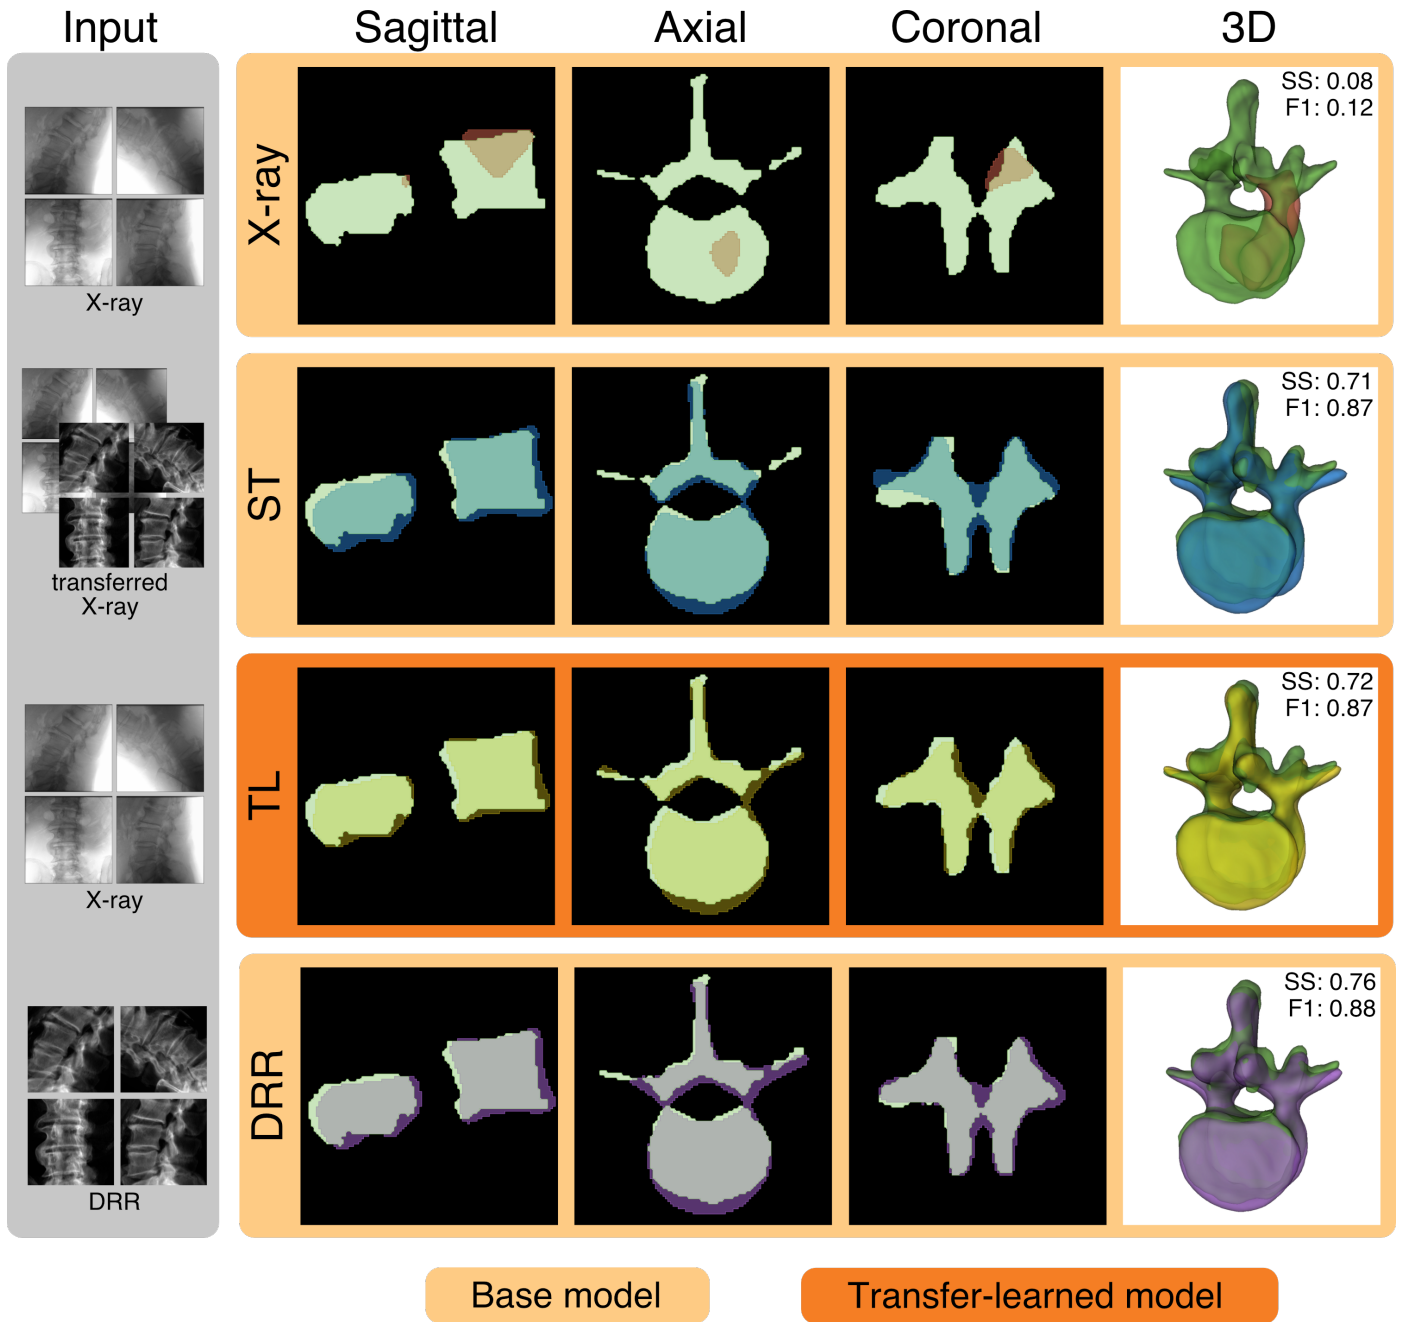 Input
Sagittal
Axial
Coronal
3D
X-ray
X-ray
SS: 0.08
F1: 0.12
transferred
X-ray
ST
SS: 0.71
F1: 0.87
X-ray
TL
SS: 0.72
F1: 0.87
DRR
DRR
SS: 0.76
F1: 0.88
Base model
Transfer-learned model